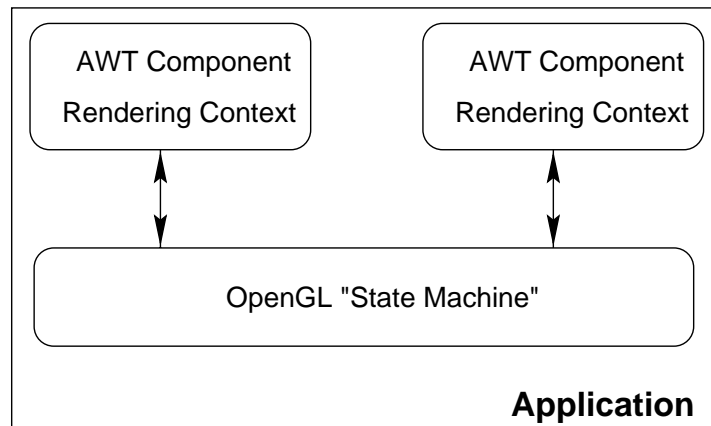 AWT Component
Rendering Context
AWT Component
Rendering Context
OpenGL "State Machine"
Application